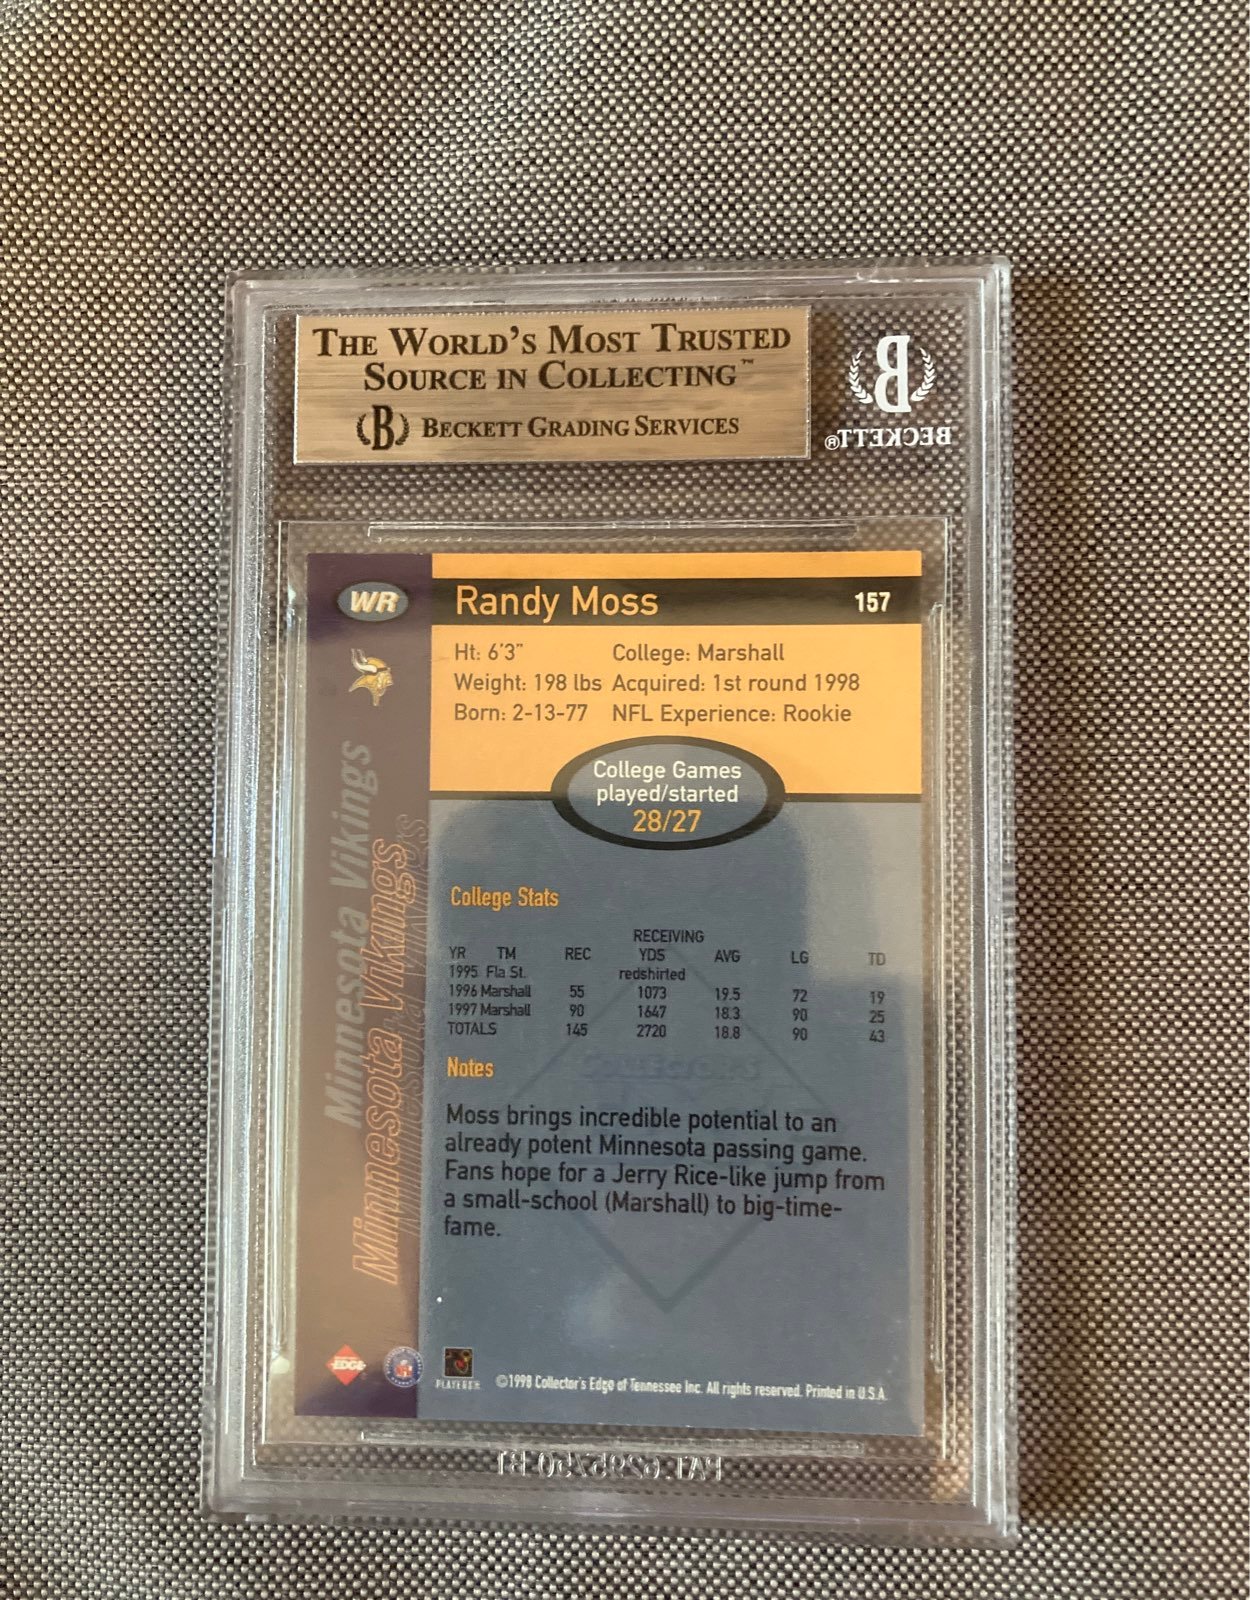 THE WORLD'S MOST TRUSTED
SOURCE IN COLLECTING™
B BECKETT GRADING SERVICES
B
BECKETT®
WR
Randy Moss 157
Ht: 6'3" College: Marshall
Weight: 198 lbs Acquired: 1st round 1998
Born: 2-13-77 NFL Experience: Rookie
College Games
played/started
28/27
Minnesota Vikings
Minnesota Vikings
College Stats
RECEIVING
YR TM REC YDS AVG LG TD
1995 Fla St. redshirted
1996 Marshall 55 1073 19.5 72 19
1997 Marshall 90 1647 18.3 90 25
TOTALS 145 2720 18.8 90 43
Notes
Moss brings incredible potential to an
already potent Minnesota passing game.
Fans hope for a Jerry Rice-like jump from
a small-school (Marshall) to big-time-
fame.
EDGE
NFL
PLAYERS
©1998 Collector's Edge of Tennessee Inc. All rights reserved. Printed in U.S.A.